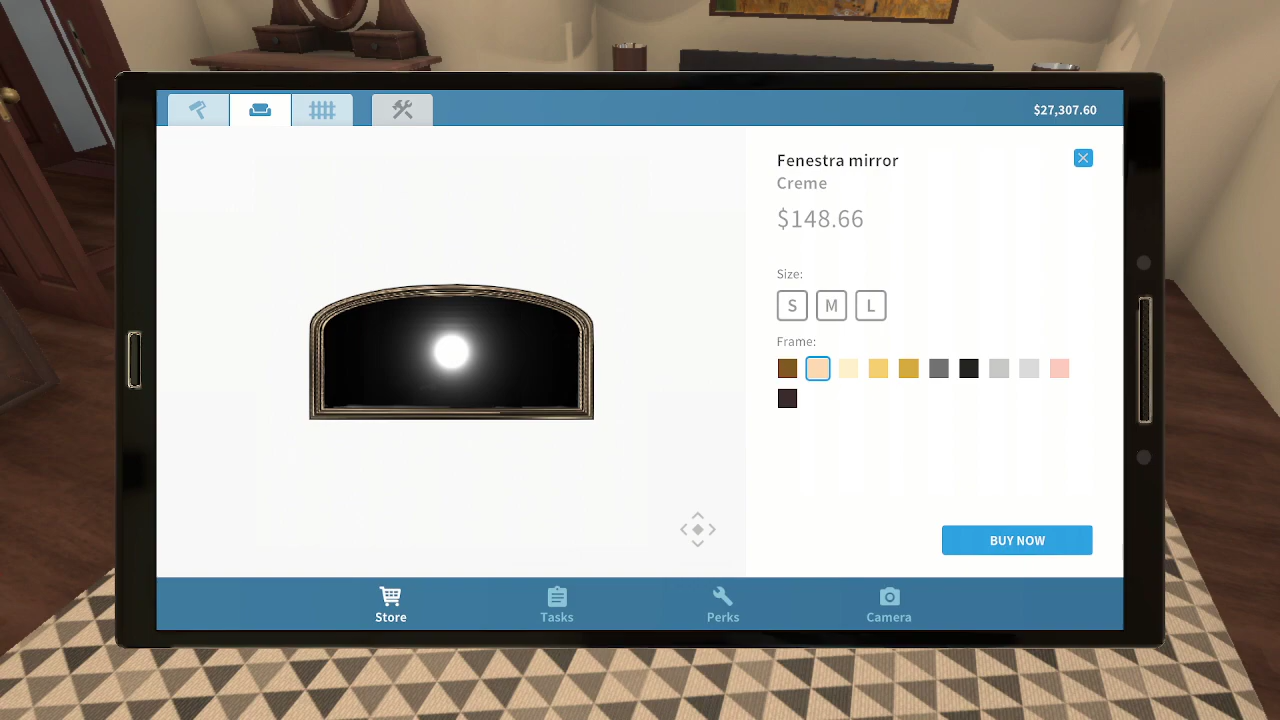 $27,307.60
Fenestra mirror
Creme
$148.66
Size:
S M L
Frame:
BUY NOW
Store Tasks Perks Camera